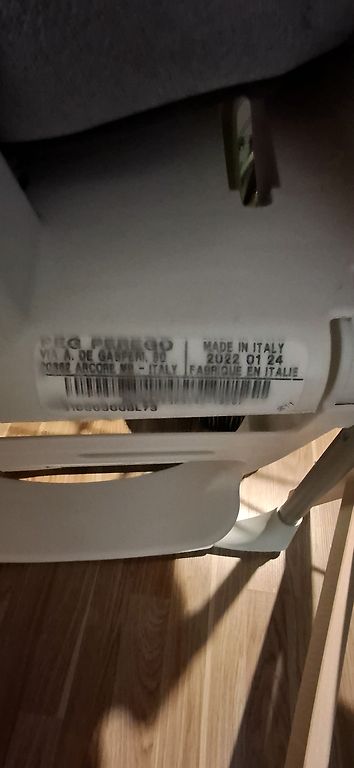 PEG PEREGO
VIA A. DE GASPERI, 50
20862 ARCORE MB - ITALY
MADE IN ITALY
2022 01 24
FABRIQUE EN ITALIE